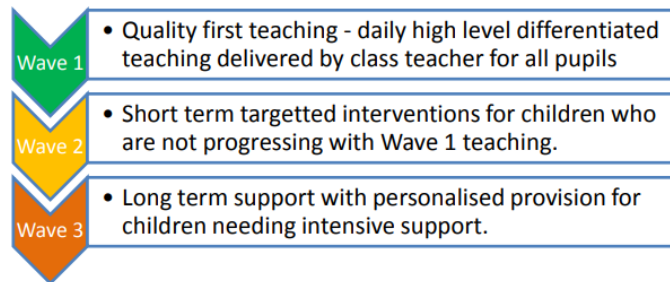 Wave 1
• Quality first teaching - daily high level differentiated
teaching delivered by class teacher for all pupils
Wave 2
• Short term targetted interventions for children who
are not progressing with Wave 1 teaching.
Wave 3
• Long term support with personalised provision for
children needing intensive support.